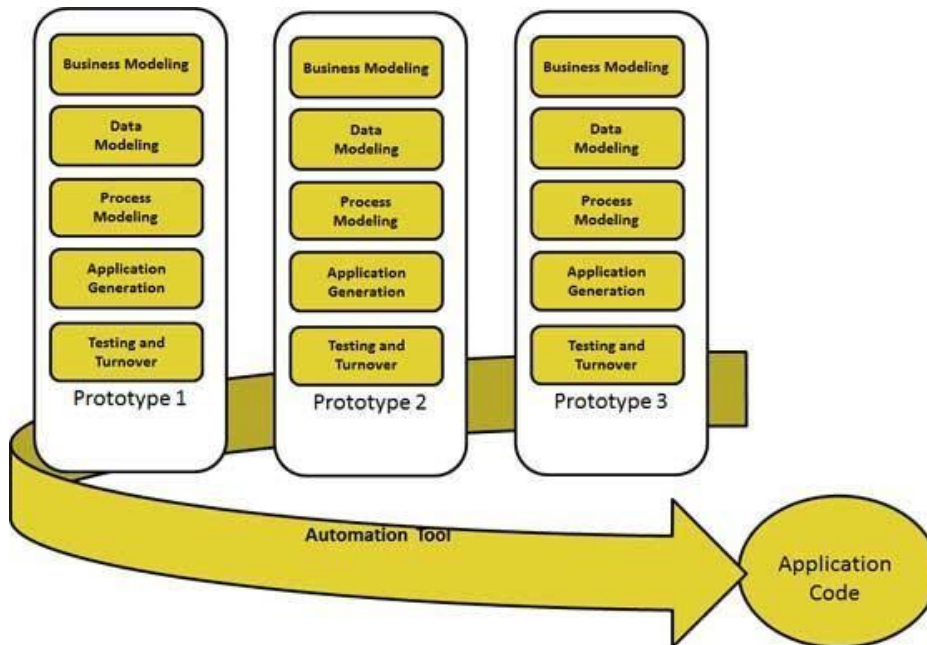 Business Modeling
Data
Modeling
Process
Modeling
Application
Generation
Testing and
Turnover
Prototype 1
Business Modeling
Data
Modeling
Process
Modeling
Application
Generation
Testing and
Turnover
Prototype 2
Business Modeling
Data
Modeling
Process
Modeling
Application
Generation
Testing and
Turnover
Prototype 3
Automation Tool
Application
Code